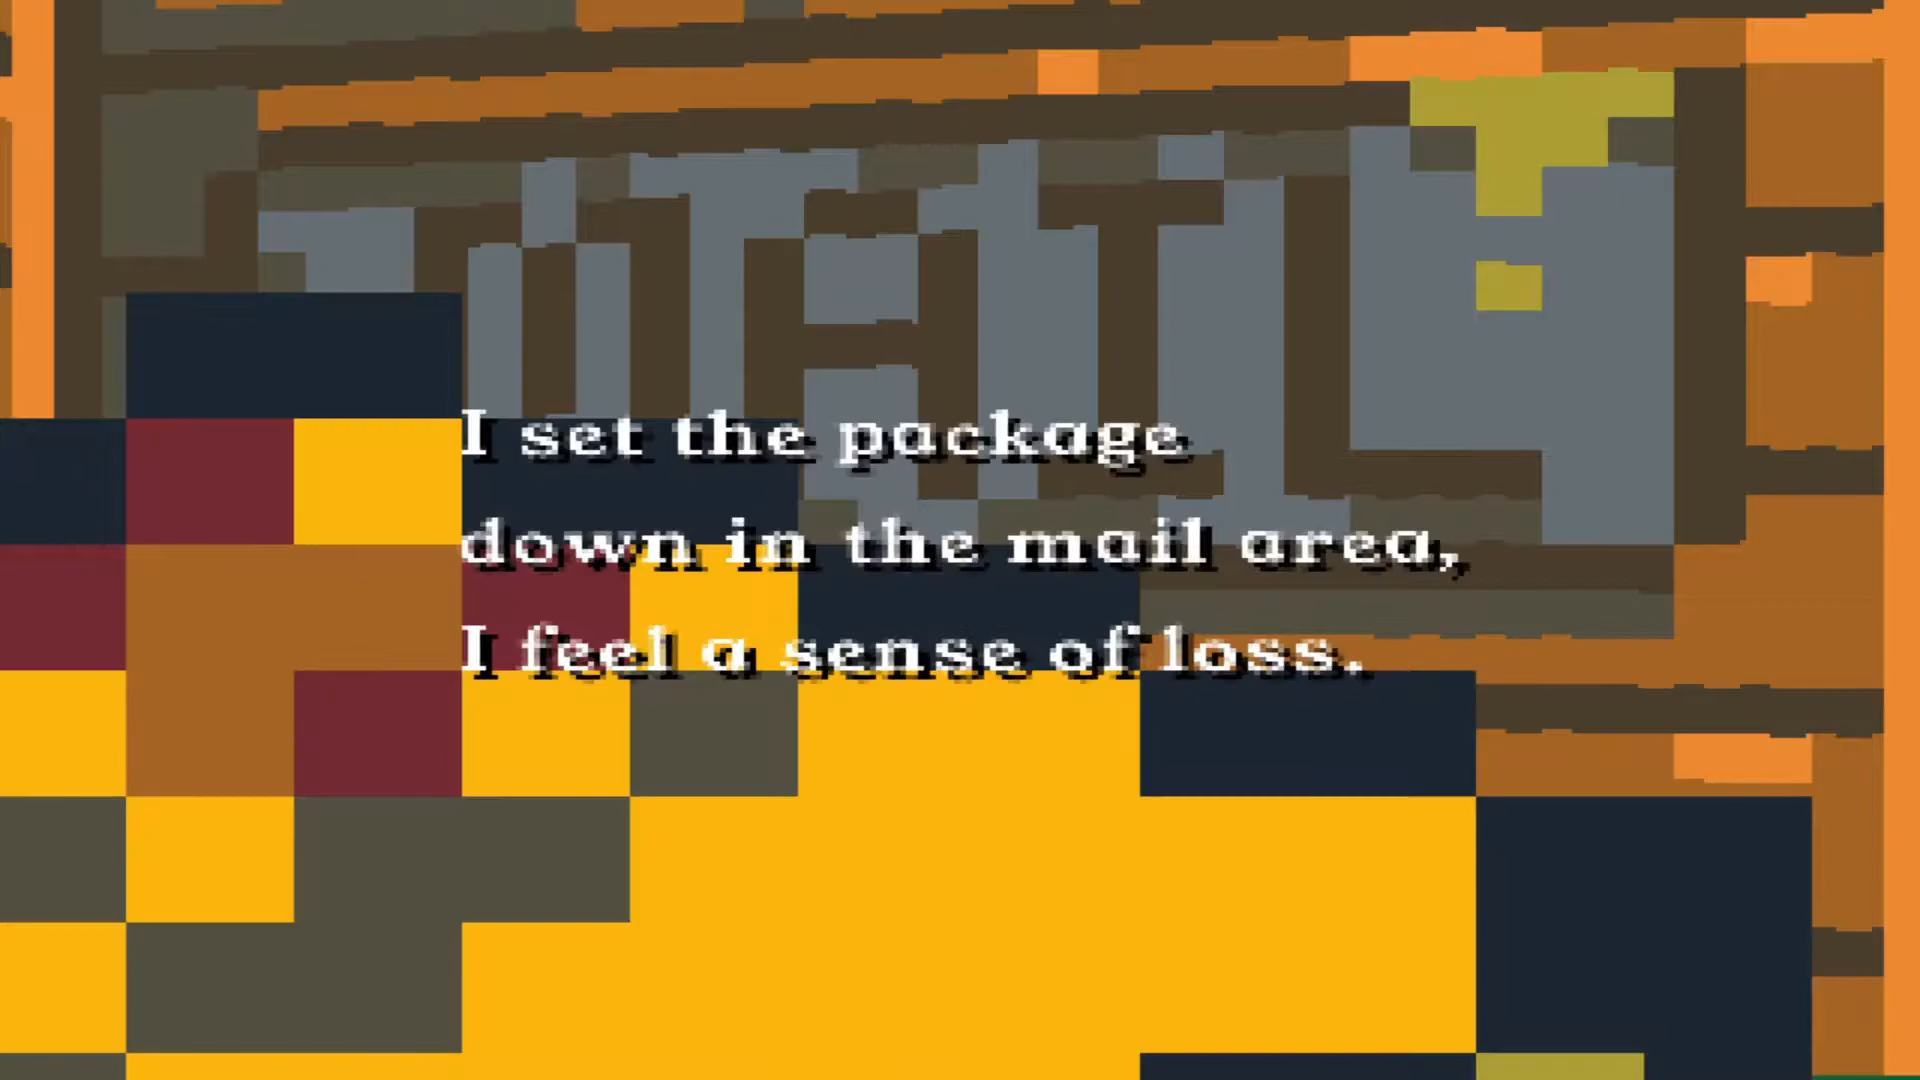 I set the package
down in the mail area,
I feel a sense of loss.